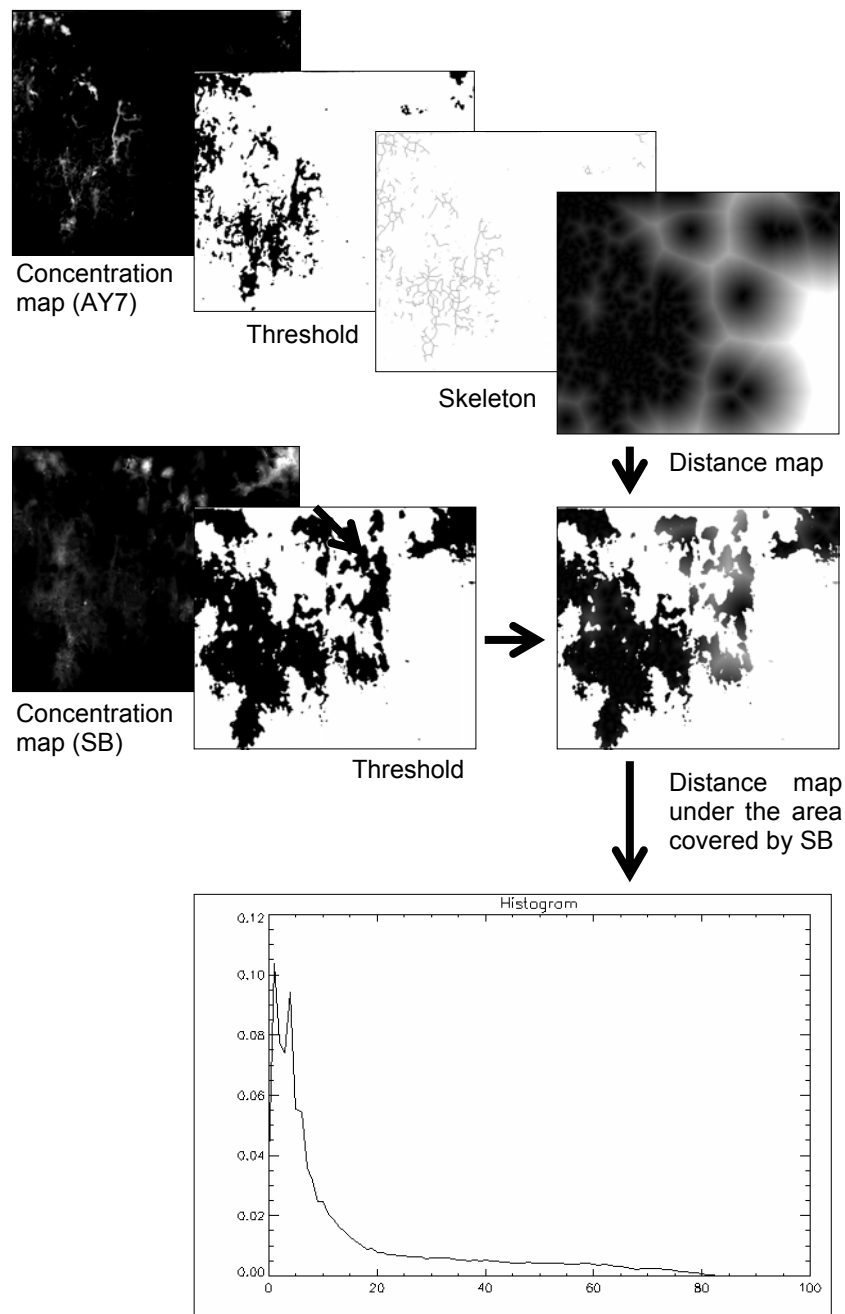 Concentration
map (AY7)
Threshold
Skeleton
Distance map
Concentration
map (SB)
Threshold
Distance map
under the area
covered by SB
Histogram
0.12
0.10
0.08
0.06
0.04
0.02
0.00
0 20 40 60 80 100